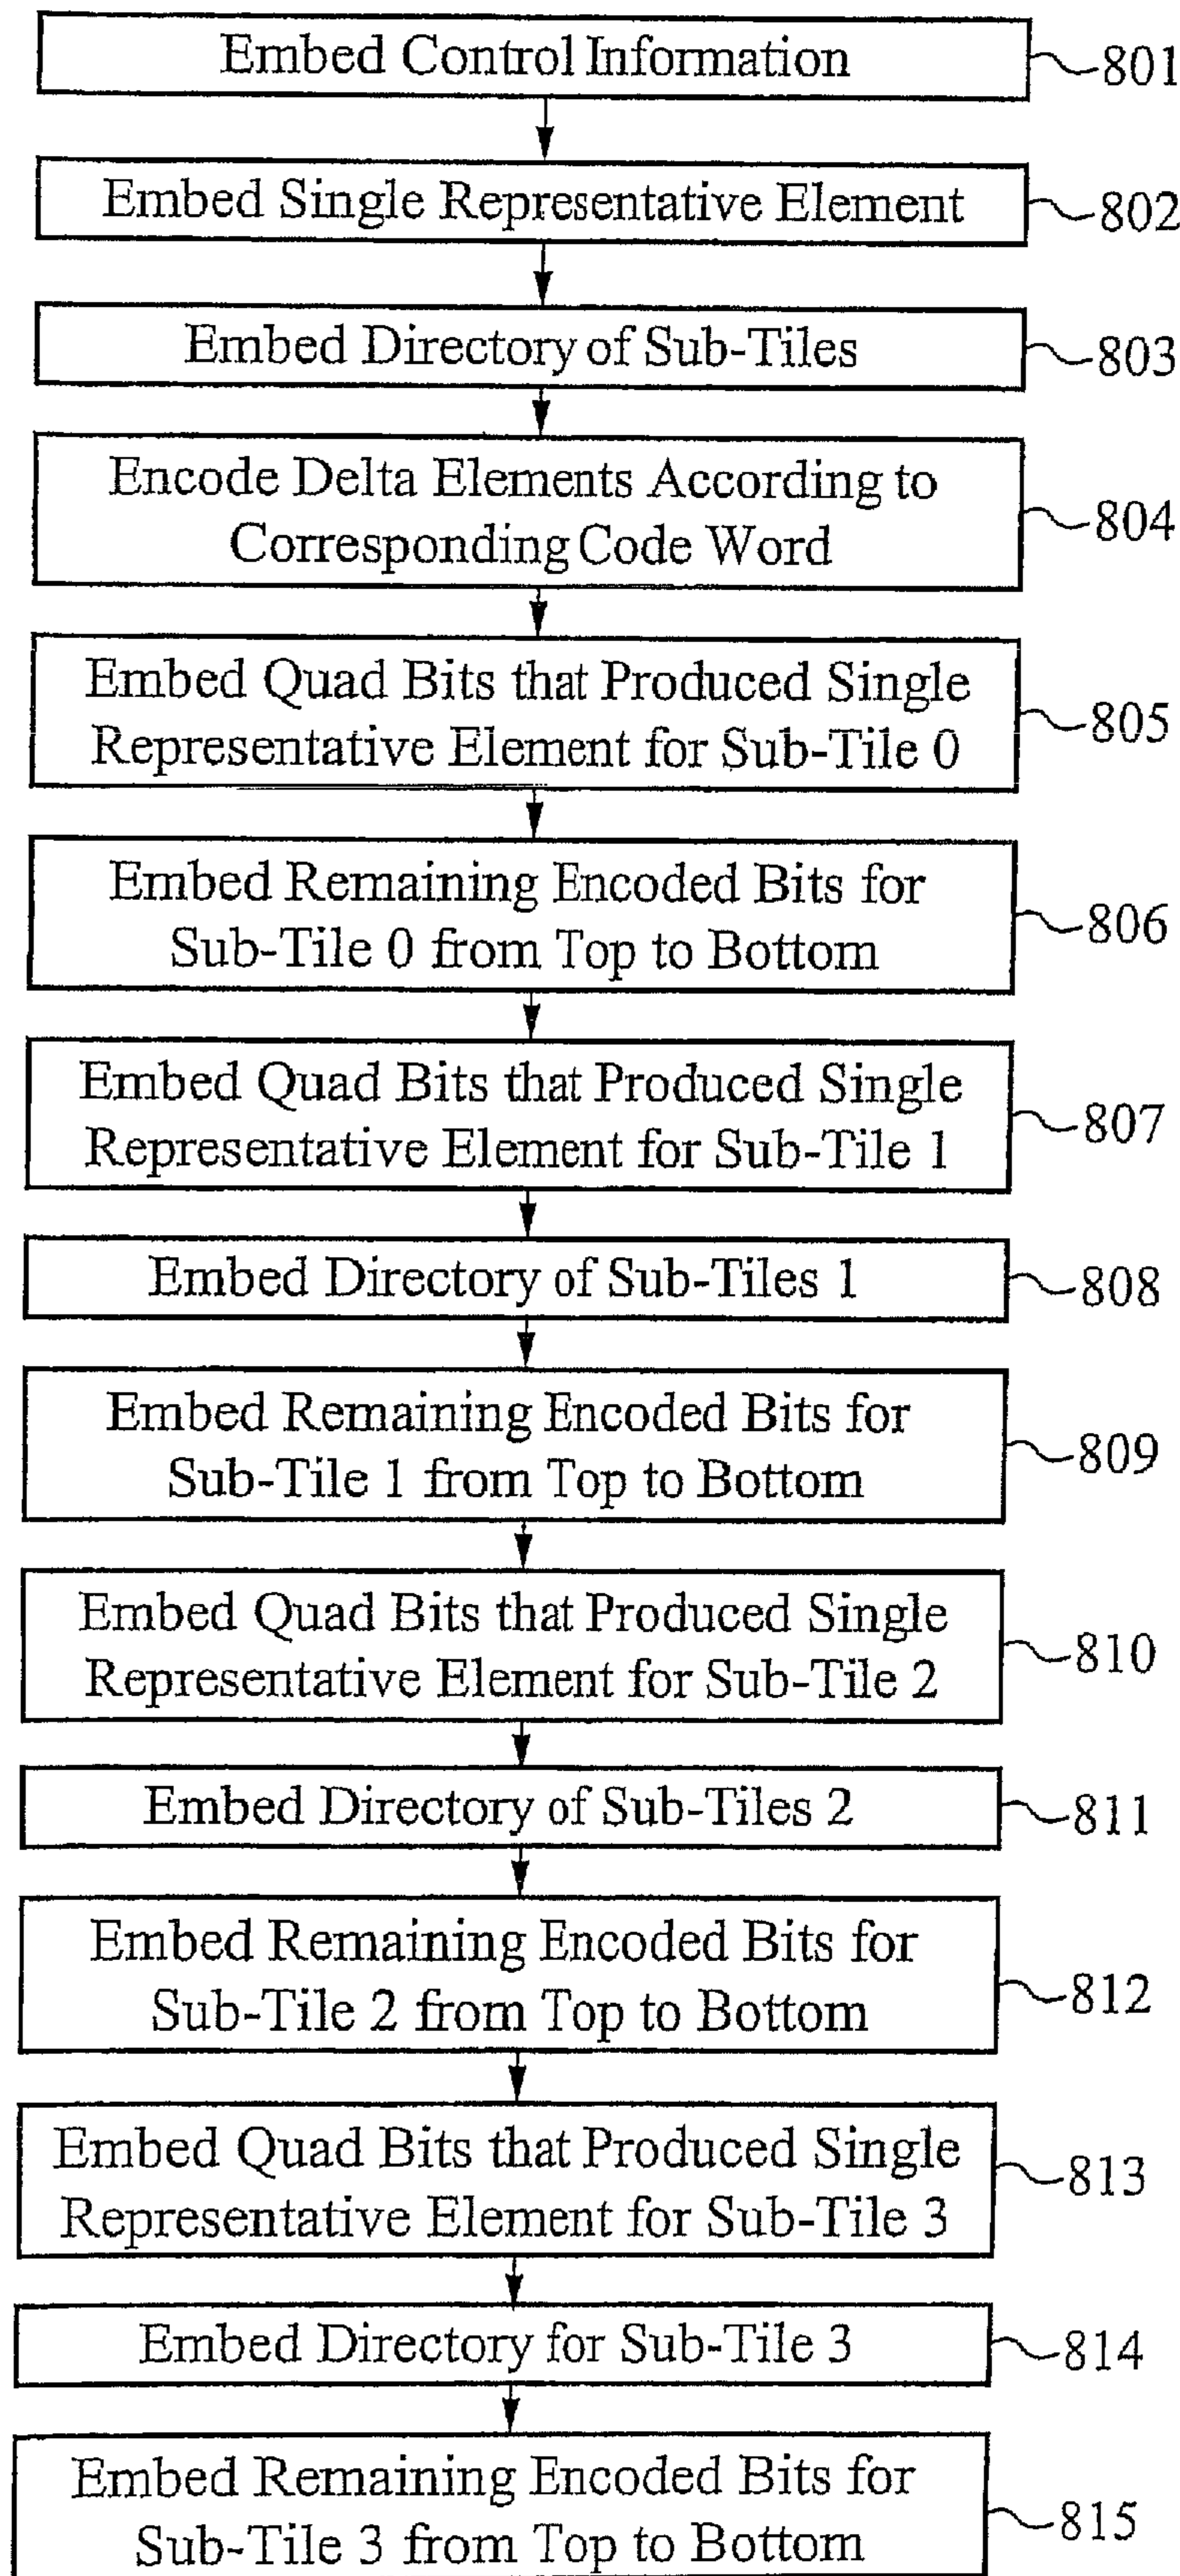 Embed Control Information
801
Embed Single Representative Element
802
Embed Directory of Sub-Tiles
803
Encode Delta Elements According to
Corresponding Code Word
804
Embed Quad Bits that Produced Single
Representative Element for Sub-Tile 0
805
Embed Remaining Encoded Bits for
Sub-Tile 0 from Top to Bottom
806
Embed Quad Bits that Produced Single
Representative Element for Sub-Tile 1
807
Embed Directory of Sub-Tiles 1
808
Embed Remaining Encoded Bits for
Sub-Tile 1 from Top to Bottom
809
Embed Quad Bits that Produced Single
Representative Element for Sub-Tile 2
810
Embed Directory of Sub-Tiles 2
811
Embed Remaining Encoded Bits for
Sub-Tile 2 from Top to Bottom
812
Embed Quad Bits that Produced Single
Representative Element for Sub-Tile 3
813
Embed Directory for Sub-Tile 3
814
Embed Remaining Encoded Bits for
Sub-Tile 3 from Top to Bottom
815